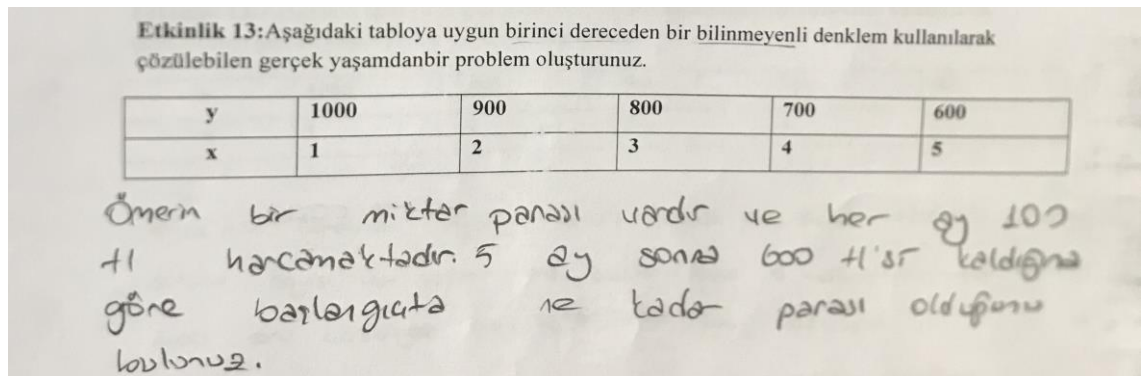 Etkinlik 13:Aşağıdaki tabloya uygun birinci dereceden bir bilinmeyenli denklem kullanılarak
çözülebilen gerçek yaşamdanbir problem oluşturunuz.
y 1000 900 800 700 600
x 1 2 3 4 5
Ömerin bir miktar parası vardır ve her ay 100
tl harcamaktadır. 5 ay sonra 600 tl'si kaldığına
göre başlangıçta ne kadar parası olduğunu
bulunuz.